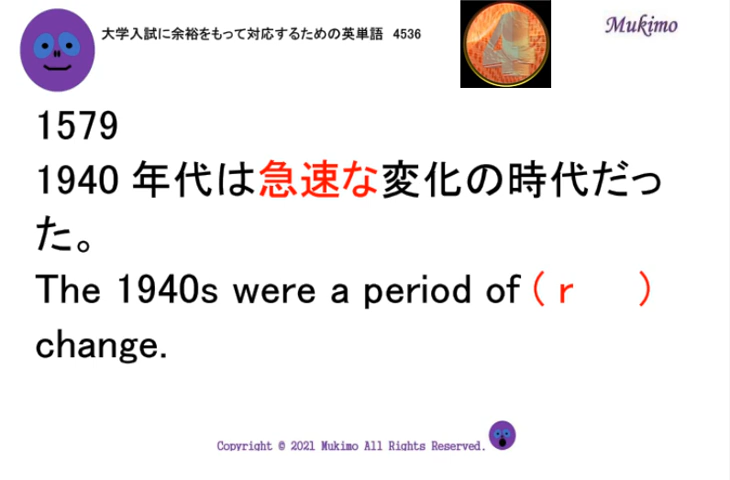 大学入試に余裕をもって対応するための英単語 4536
Mukimo
1579
1940 年代は急速な変化の時代だっ
た。
The 1940s were a period of ( r    )
change.
Copyright © 2021 Mukimo All Rights Reserved.